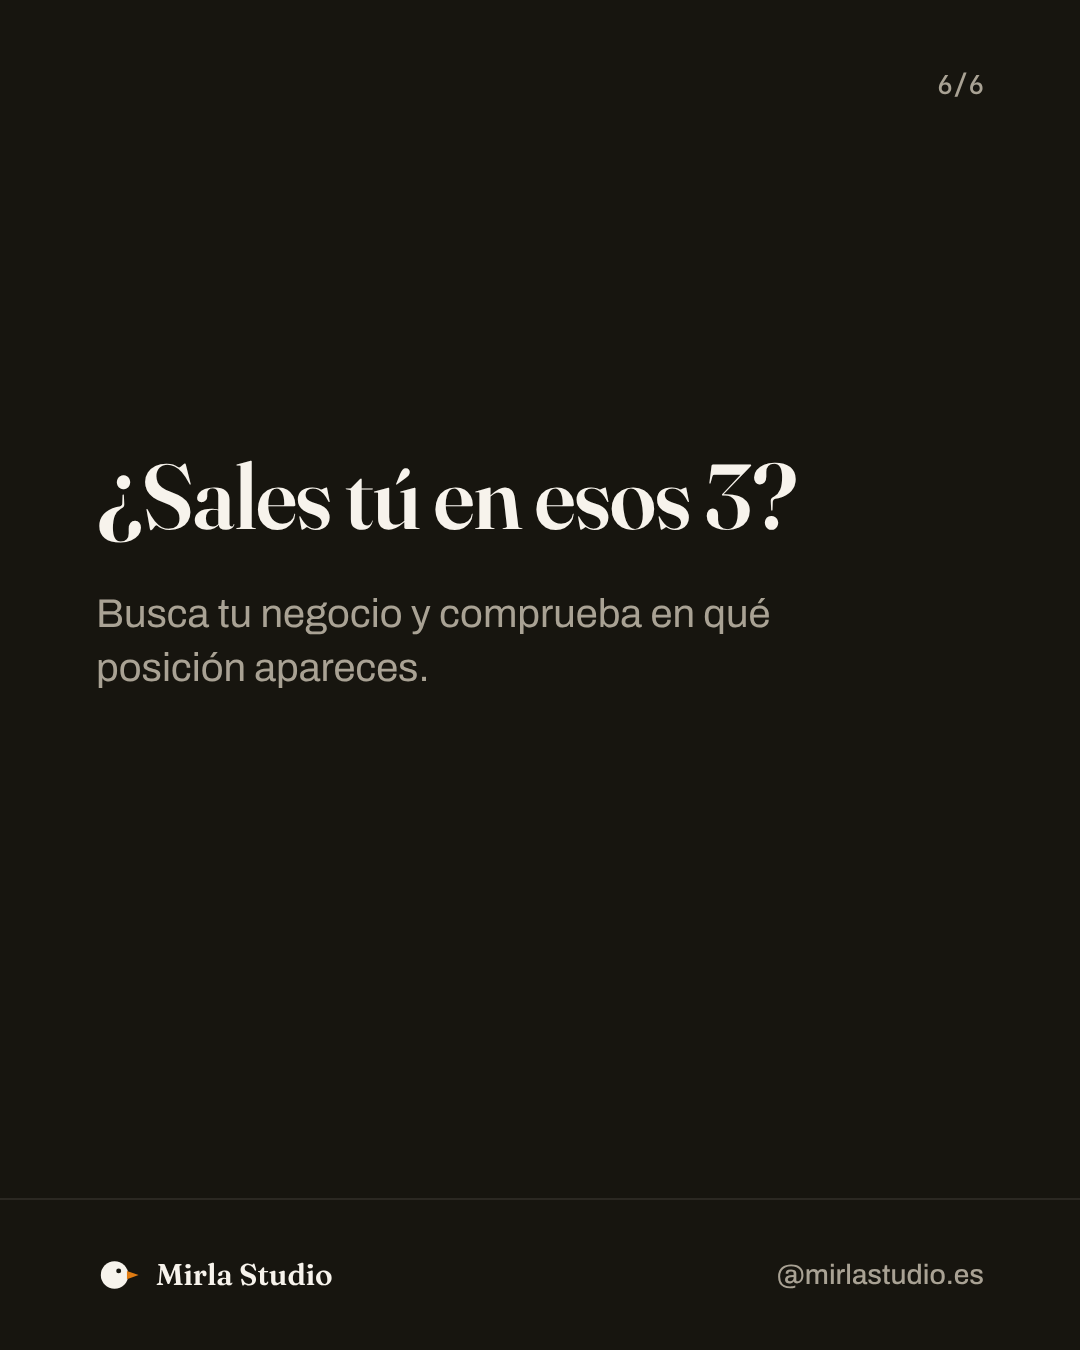 6/6
¿Sales tú en esos 3?
Busca tu negocio y comprueba en qué
posición apareces.
Mirla Studio
@mirlastudio.es